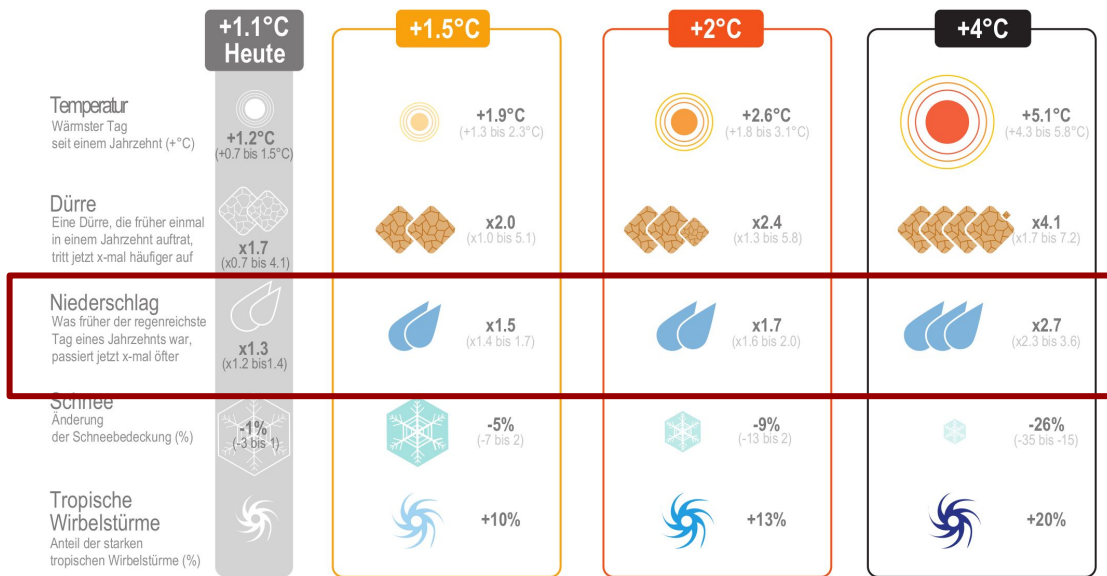 +1.1°C
Heute
+1.5°C
+2°C
+4°C
Temperatur
Wärmster Tag
seit einem Jahrzehnt (+°C)
+1.2°C
(+0.7 bis 1.5°C)
+1.9°C
(+1.3 bis 2.3°C)
+2.6°C
(+1.8 bis 3.1°C)
+5.1°C
(+4.3 bis 5.8°C)
Dürre
Eine Dürre, die früher einmal
in einem Jahrzehnt auftrat,
tritt jetzt x-mal häufiger auf
x1.7
(x0.7 bis 4.1)
x2.0
(x1.0 bis 5.1)
x2.4
(x1.3 bis 5.8)
x4.1
(x1.7 bis 7.2)
Niederschlag
Was früher der regenreichste
Tag eines Jahrzehnts war,
passiert jetzt x-mal öfter
x1.3
(x1.2 bis1.4)
x1.5
(x1.4 bis 1.7)
x1.7
(x1.6 bis 2.0)
x2.7
(x2.3 bis 3.6)
Schnee
Änderung
der Schneebedeckung (%)
-1%
(-3 bis 1)
-5%
(-7 bis 2)
-9%
(-13 bis 2)
-26%
(-35 bis -15)
Tropische
Wirbelstürme
Anteil der starken
tropischen Wirbelstürme (%)
+10%
+13%
+20%